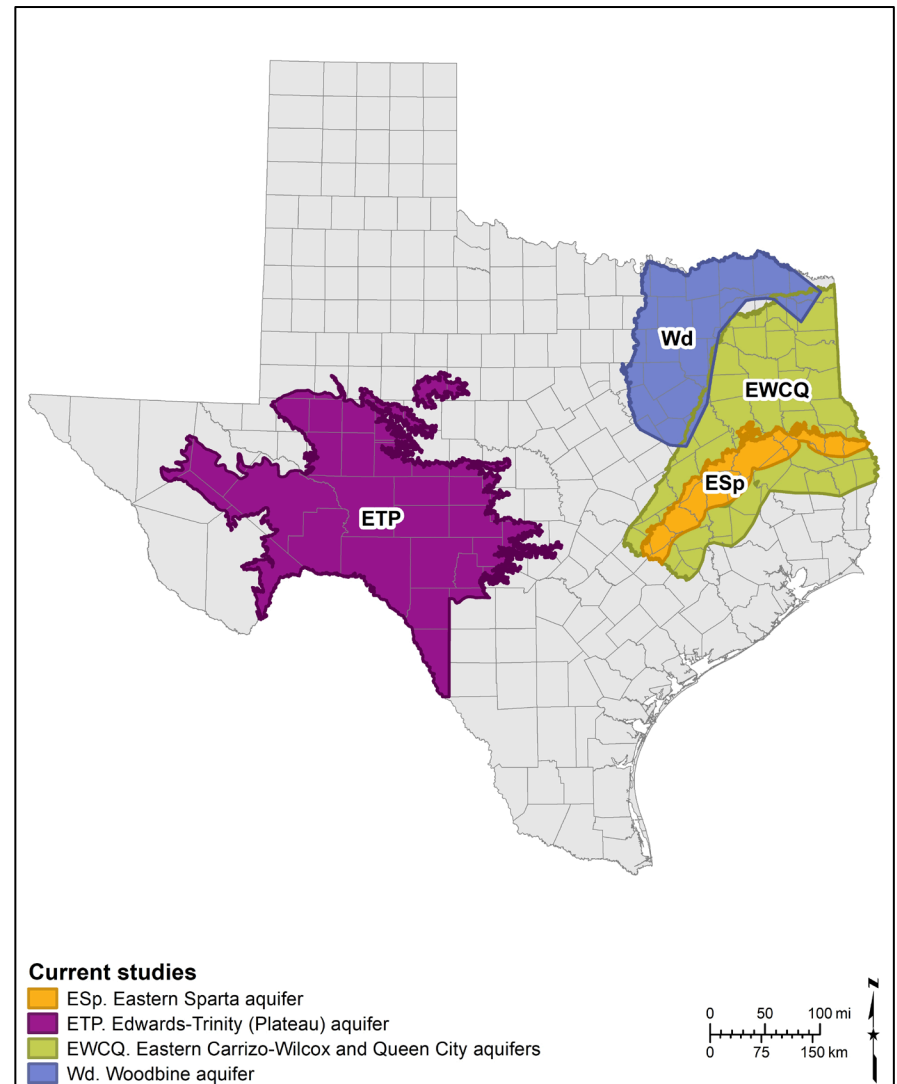 Wd
EWCQ
ESp
ETP
Current studies
ESp. Eastern Sparta aquifer
ETP. Edwards-Trinity (Plateau) aquifer
EWCQ. Eastern Carrizo-Wilcox and Queen City aquifers
Wd. Woodbine aquifer
0 50 100 mi
0 75 150 km
N